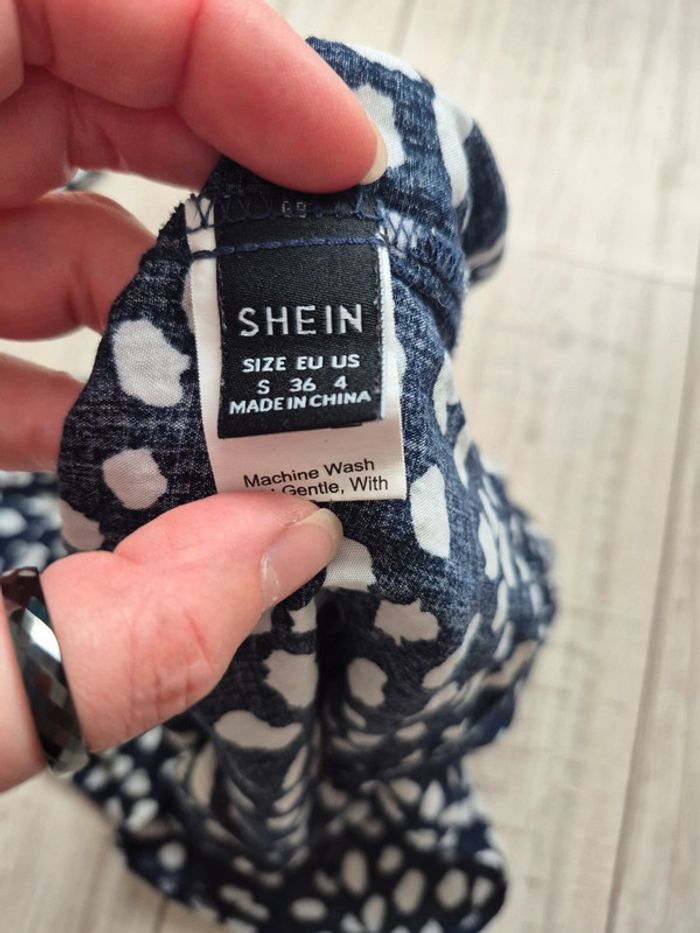 SHEIN
SIZE EU US
S 36 4
MADE IN CHINA
Machine Wash
Gentle, With